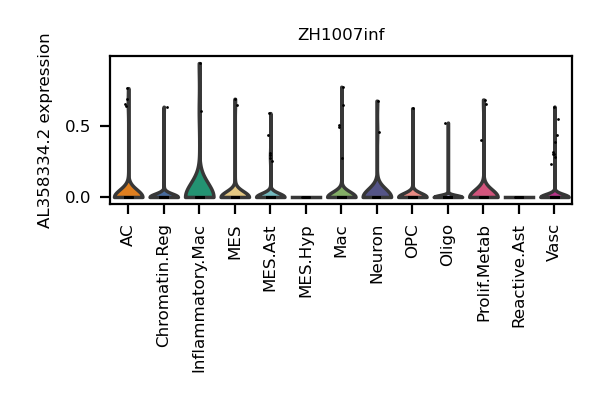 ZH1007inf
AL358334.2 expression
0.5
0.0
AC
Chromatin.Reg
Inflammatory.Mac
MES
MES.Ast
MES.Hyp
Mac
Neuron
OPC
Oligo
Prolif.Metab
Reactive.Ast
Vasc